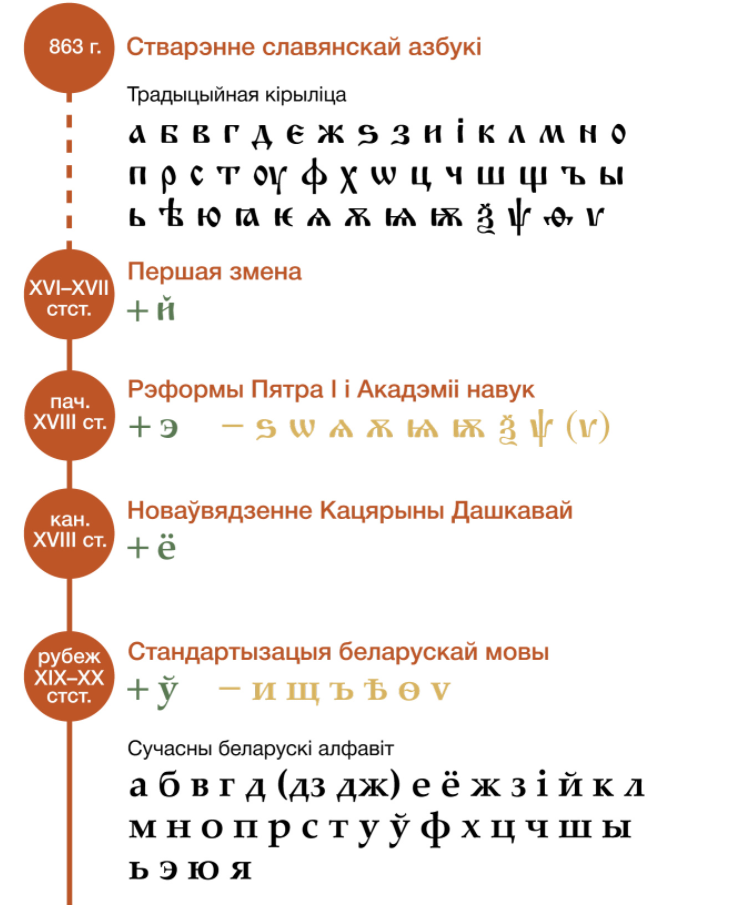 863 г.
Стварэнне славянскай азбукі
Традыцыйная кірыліца
а б в г д є ж ѕ з и і к л м н о
п р с т оу ф х ѡ ц ч ш щ ъ ы
ь ѣ ю ꙗ ѥ ѧ ѫ ѩ ѭ ѯ ѱ ѳ ѵ
XVI–XVII
стст.
Першая змена
+ й
пач.
XVIII ст.
Рэформы Пятра I і Акадэміі навук
+ э – ѕ ѡ ѧ ѫ ѩ ѭ ѯ ѱ (ѵ)
кан.
XVIII ст.
Новаўвядзенне Кацярыны Дашкавай
+ ё
рубеж
XIX–XX
стст.
Стандартызацыя беларускай мовы
+ ў – и щ ъ ѣ ѳ ѵ
Сучасны беларускі алфавіт
а б в г д (дз дж) е ё ж з і й к л
м н о п р с т у ў ф х ц ч ш ы
ь э ю я